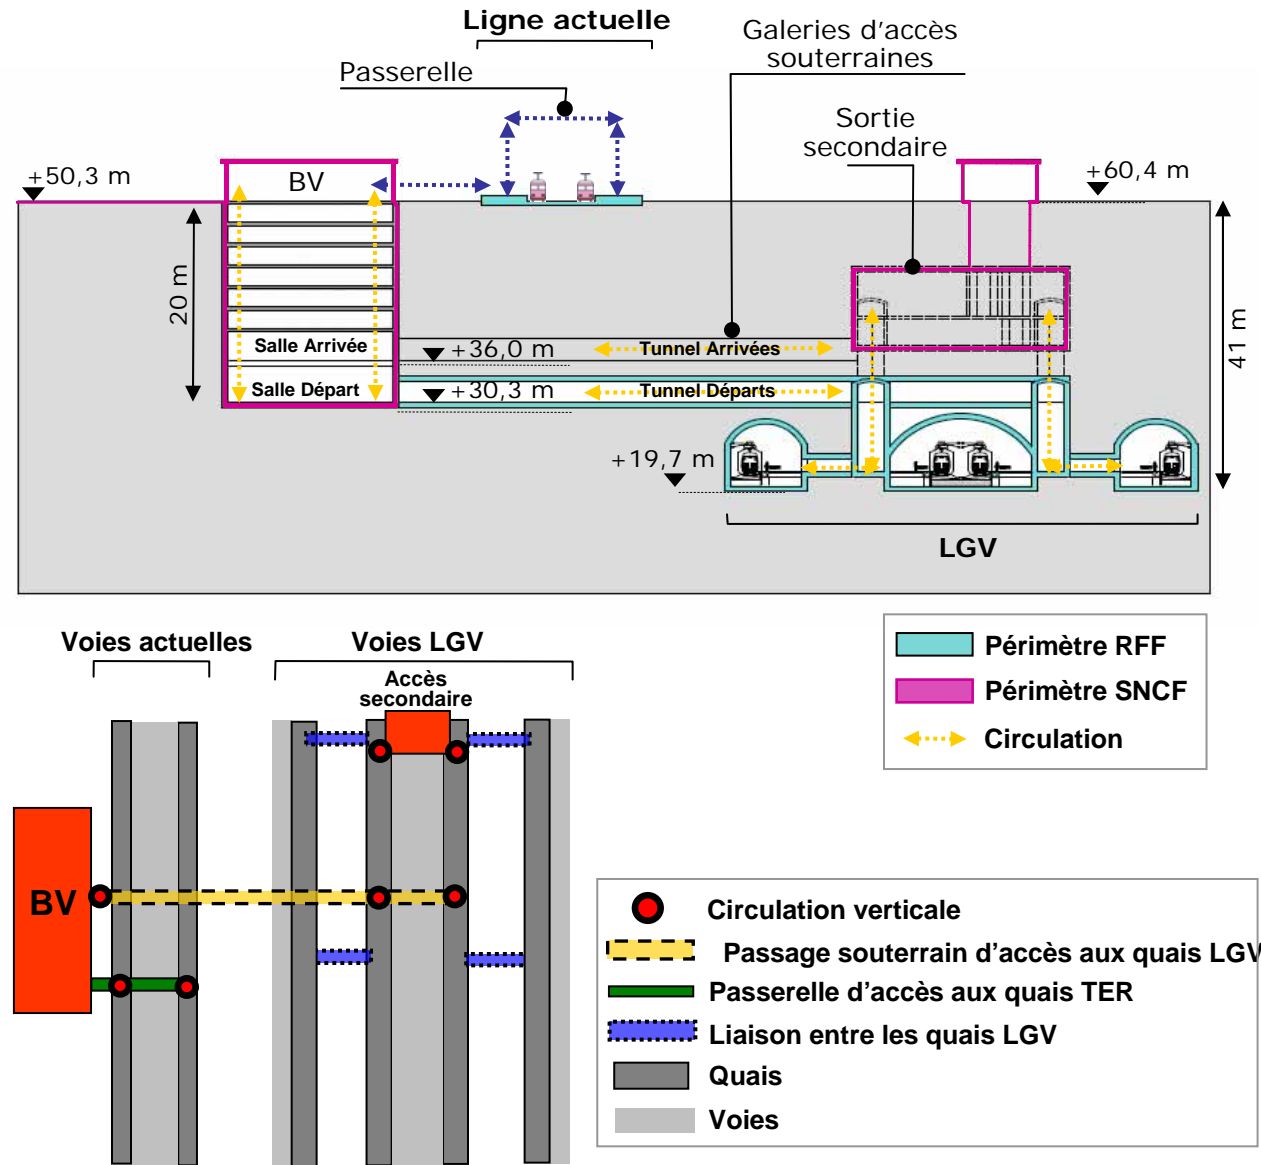 Ligne actuelle
Galeries d'accès
souterraines
Passerelle
Sortie
secondaire
+50,3 m
BV
+60,4 m
20 m
41 m
Salle Arrivée
+36,0 m
Tunnel Arrivées
Salle Départ
+30,3 m
Tunnel Départs
+19,7 m
LGV
Voies actuelles
Voies LGV
Accès
secondaire
BV
Périmètre RFF
Périmètre SNCF
Circulation
Circulation verticale
Passage souterrain d'accès aux quais LGV
Passerelle d'accès aux quais TER
Liaison entre les quais LGV
Quais
Voies